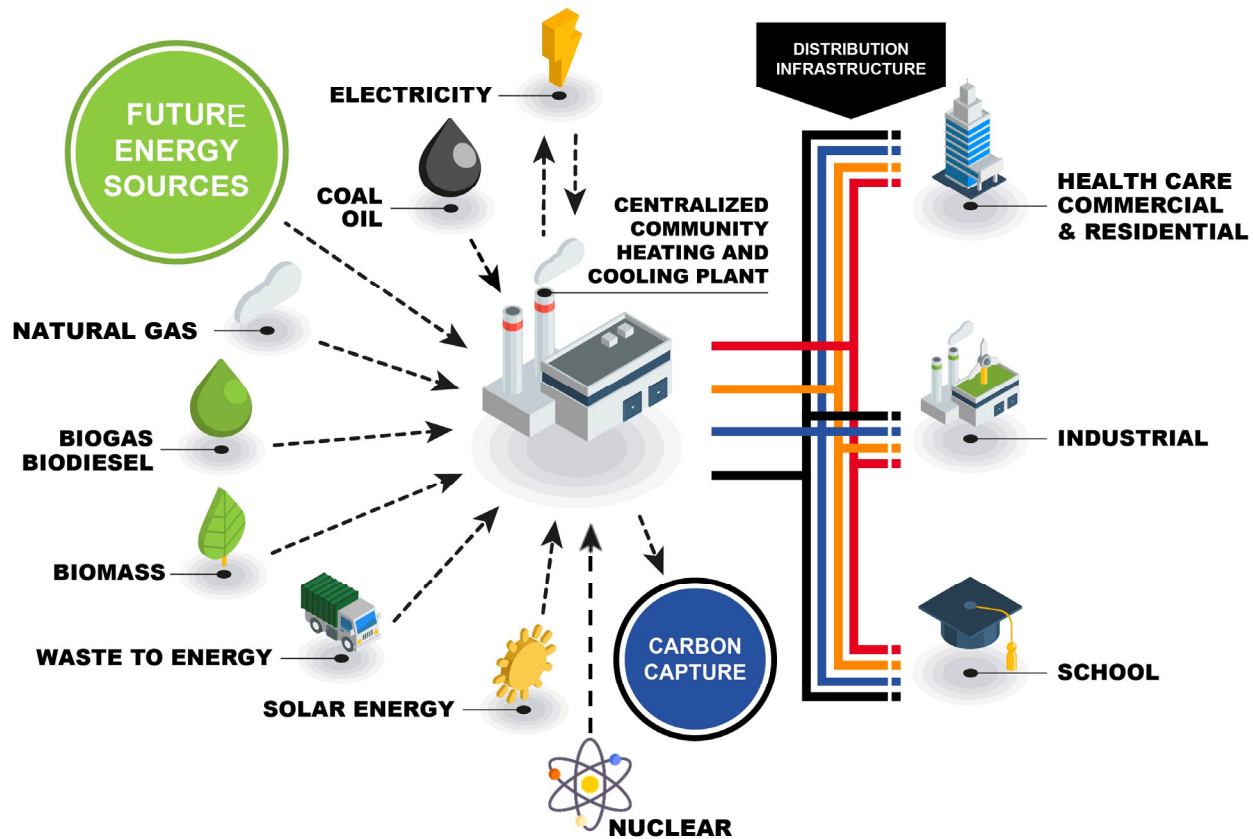 FUTURE
ENERGY
SOURCES
ELECTRICITY
COAL
OIL
CENTRALIZED
COMMUNITY
HEATING AND
COOLING PLANT
DISTRIBUTION
INFRASTRUCTURE
HEALTH CARE
COMMERCIAL
& RESIDENTIAL
NATURAL GAS
BIOGAS
BIODIESEL
INDUSTRIAL
BIOMASS
WASTE TO ENERGY
SOLAR ENERGY
CARBON
CAPTURE
SCHOOL
NUCLEAR